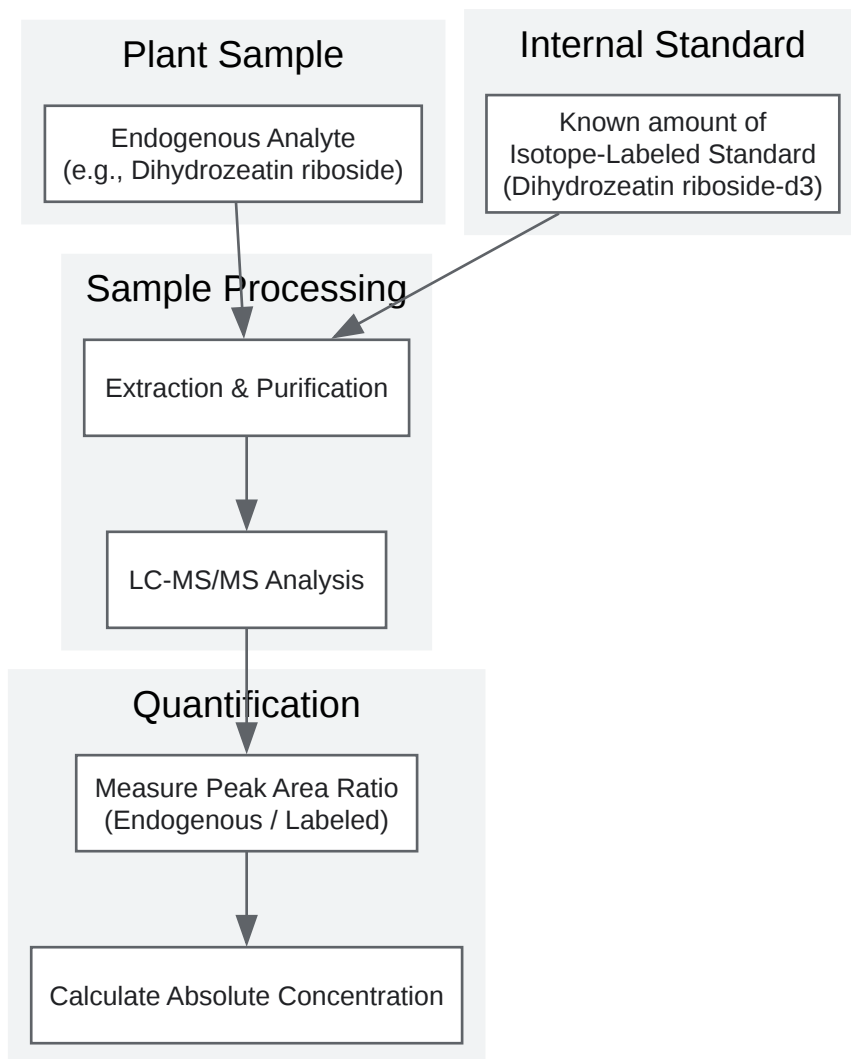 Plant Sample
Endogenous Analyte
(e.g., Dihydrozeatin riboside)
Internal Standard
Known amount of
Isotope-Labeled Standard
(Dihydrozeatin riboside-d3)
Sample Processing
Extraction & Purification
LC-MS/MS Analysis
Quantification
Measure Peak Area Ratio
(Endogenous / Labeled)
Calculate Absolute Concentration